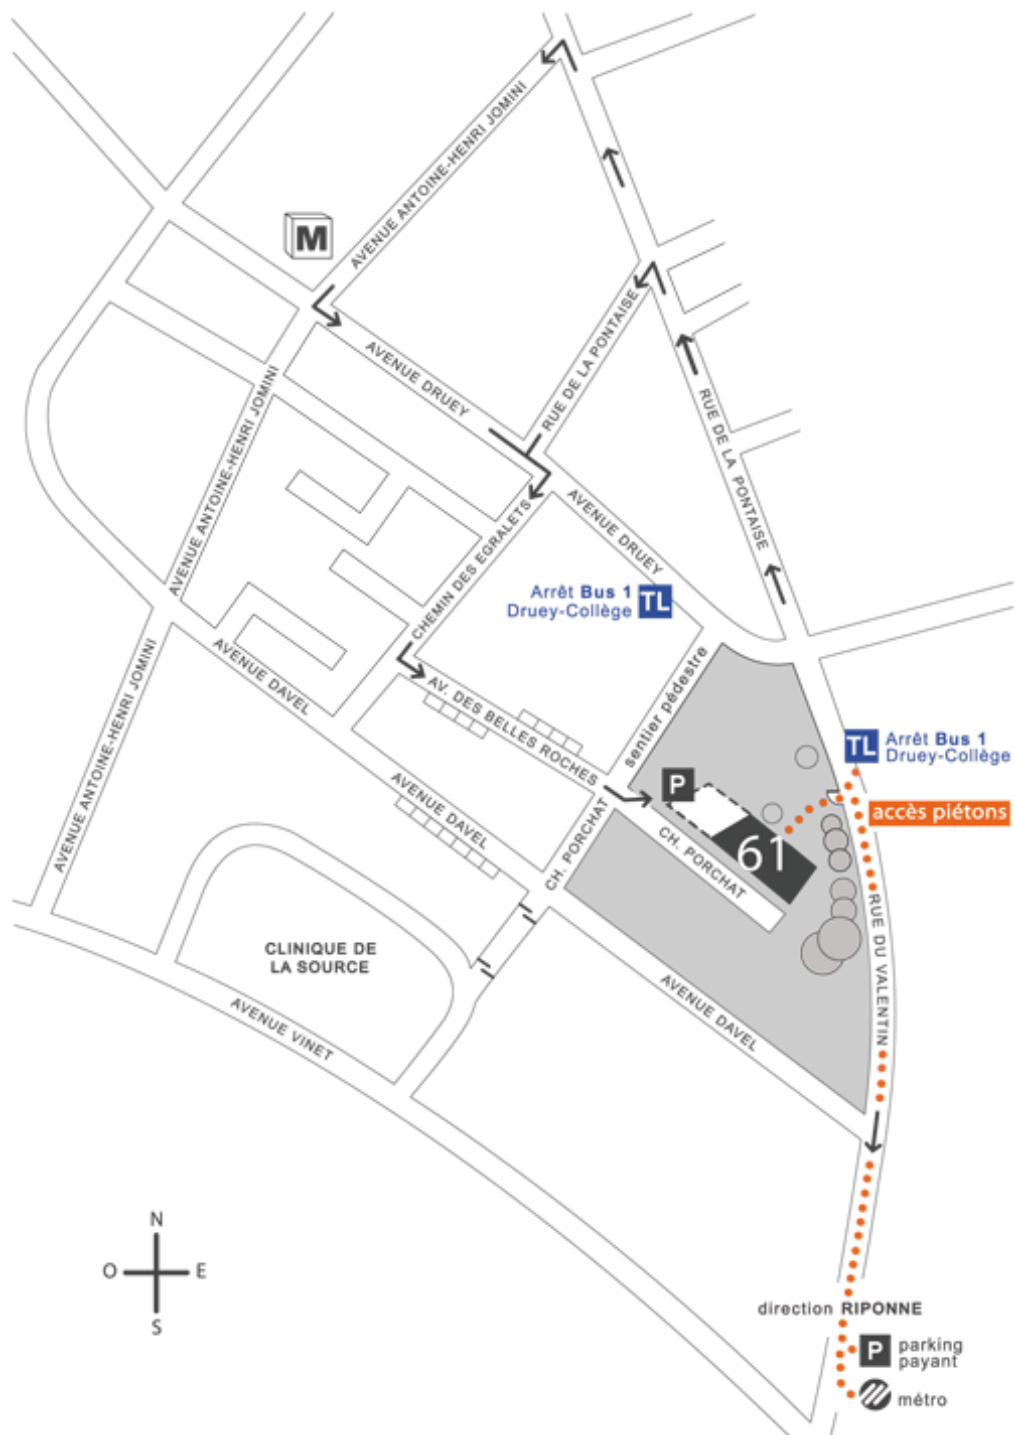 AVENUE ANTOINE-HENRI JOMINI
M
RUE DE LA PONTAISE
AVENUE DRUEY
AVENUE ANTOINE-HENRI JOMINI
RUE DE LA PONTAISE
CHEMIN DES EGRALETS
AVENUE DRUEY
Arrêt Bus 1
Druey-Collège
TL
AVENUE ANTOINE-HENRI JOMINI
AVENUE DAVEL
AV. DES BELLES ROCHES
sentier pédestre
TL
Arrêt Bus 1
Druey-Collège
P
AVENUE DAVEL
CH. PORCHAT
CH. PORCHAT
61
accès piétons
RUE DU VALENTIN
CLINIQUE DE
LA SOURCE
AVENUE VINET
AVENUE DAVEL
N
O
E
S
direction RIPONNE
P
parking
payant
métro